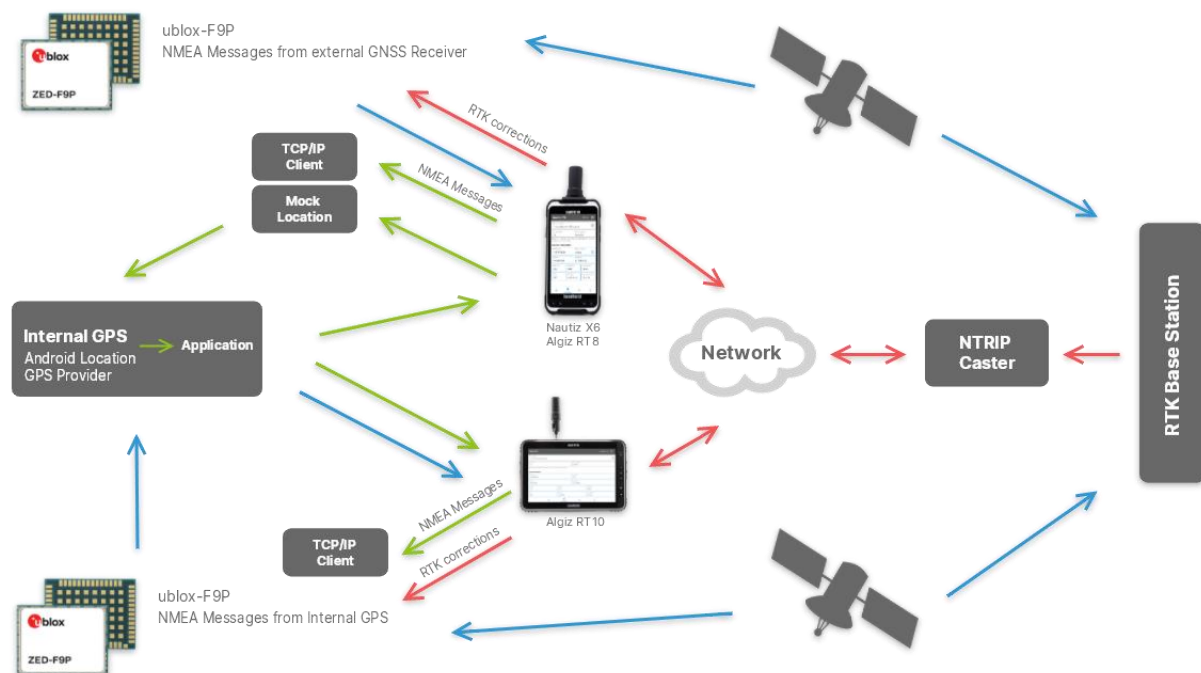 ublox-F9P
NMEA Messages from external GNSS Receiver
ublox
ZED-F9P
RTK corrections
TCP/IP
Client
NMEA Messages
Mock
Location
Internal GPS
Android Location
GPS Provider
Application
Nautiz X6
Algiz RT8
Network
NTRIP
Caster
RTK Base Station
Algiz RT10
NMEA Messages
RTK corrections
TCP/IP
Client
ublox-F9P
NMEA Messages from Internal GPS
ublox
ZED-F9P